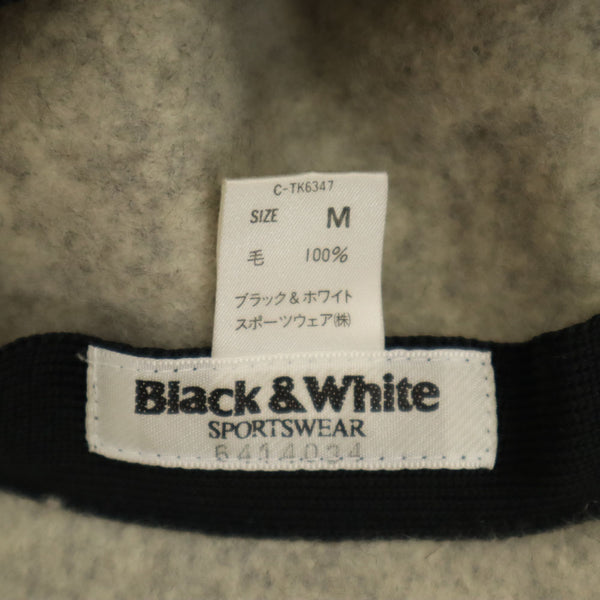 C-TK6347
SIZE M
毛 100%
ブラック&ホワイト
スポーツウェア㈱
Black & White
SPORTSWEAR
6414034